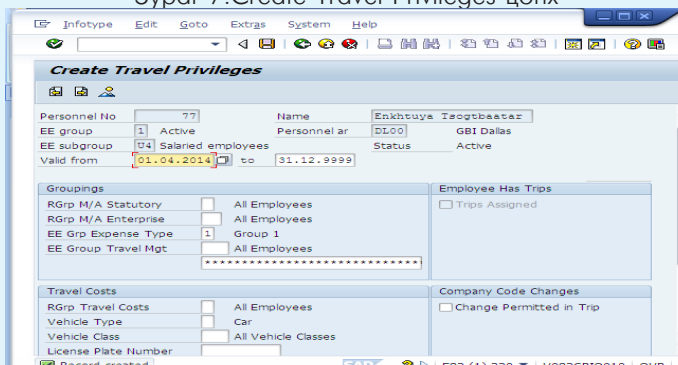 Зураг 7.Create Travel Privileges цонх
Infotype Edit Goto Extras System Help
Create Travel Privileges
Personnel No 77 Name Enkhtuya Tsogtbaatar
EE group 1 Active Personnel ar DL00 GBI Dallas
EE subgroup U4 Salaried employees Status Active
Valid from 01.04.2014 to 31.12.9999
Groupings Employee Has Trips
RGrp M/A Statutory All Employees Trips Assigned
RGrp M/A Enterprise All Employees
EE Grp Expense Type 1 Group 1
EE Group Travel Mgt All Employees
****************************
Travel Costs Company Code Changes
RGrp Travel Costs All Employees Change Permitted in Trip
Vehicle Type Car
Vehicle Class All Vehicle Classes
License Plate Number
Record created